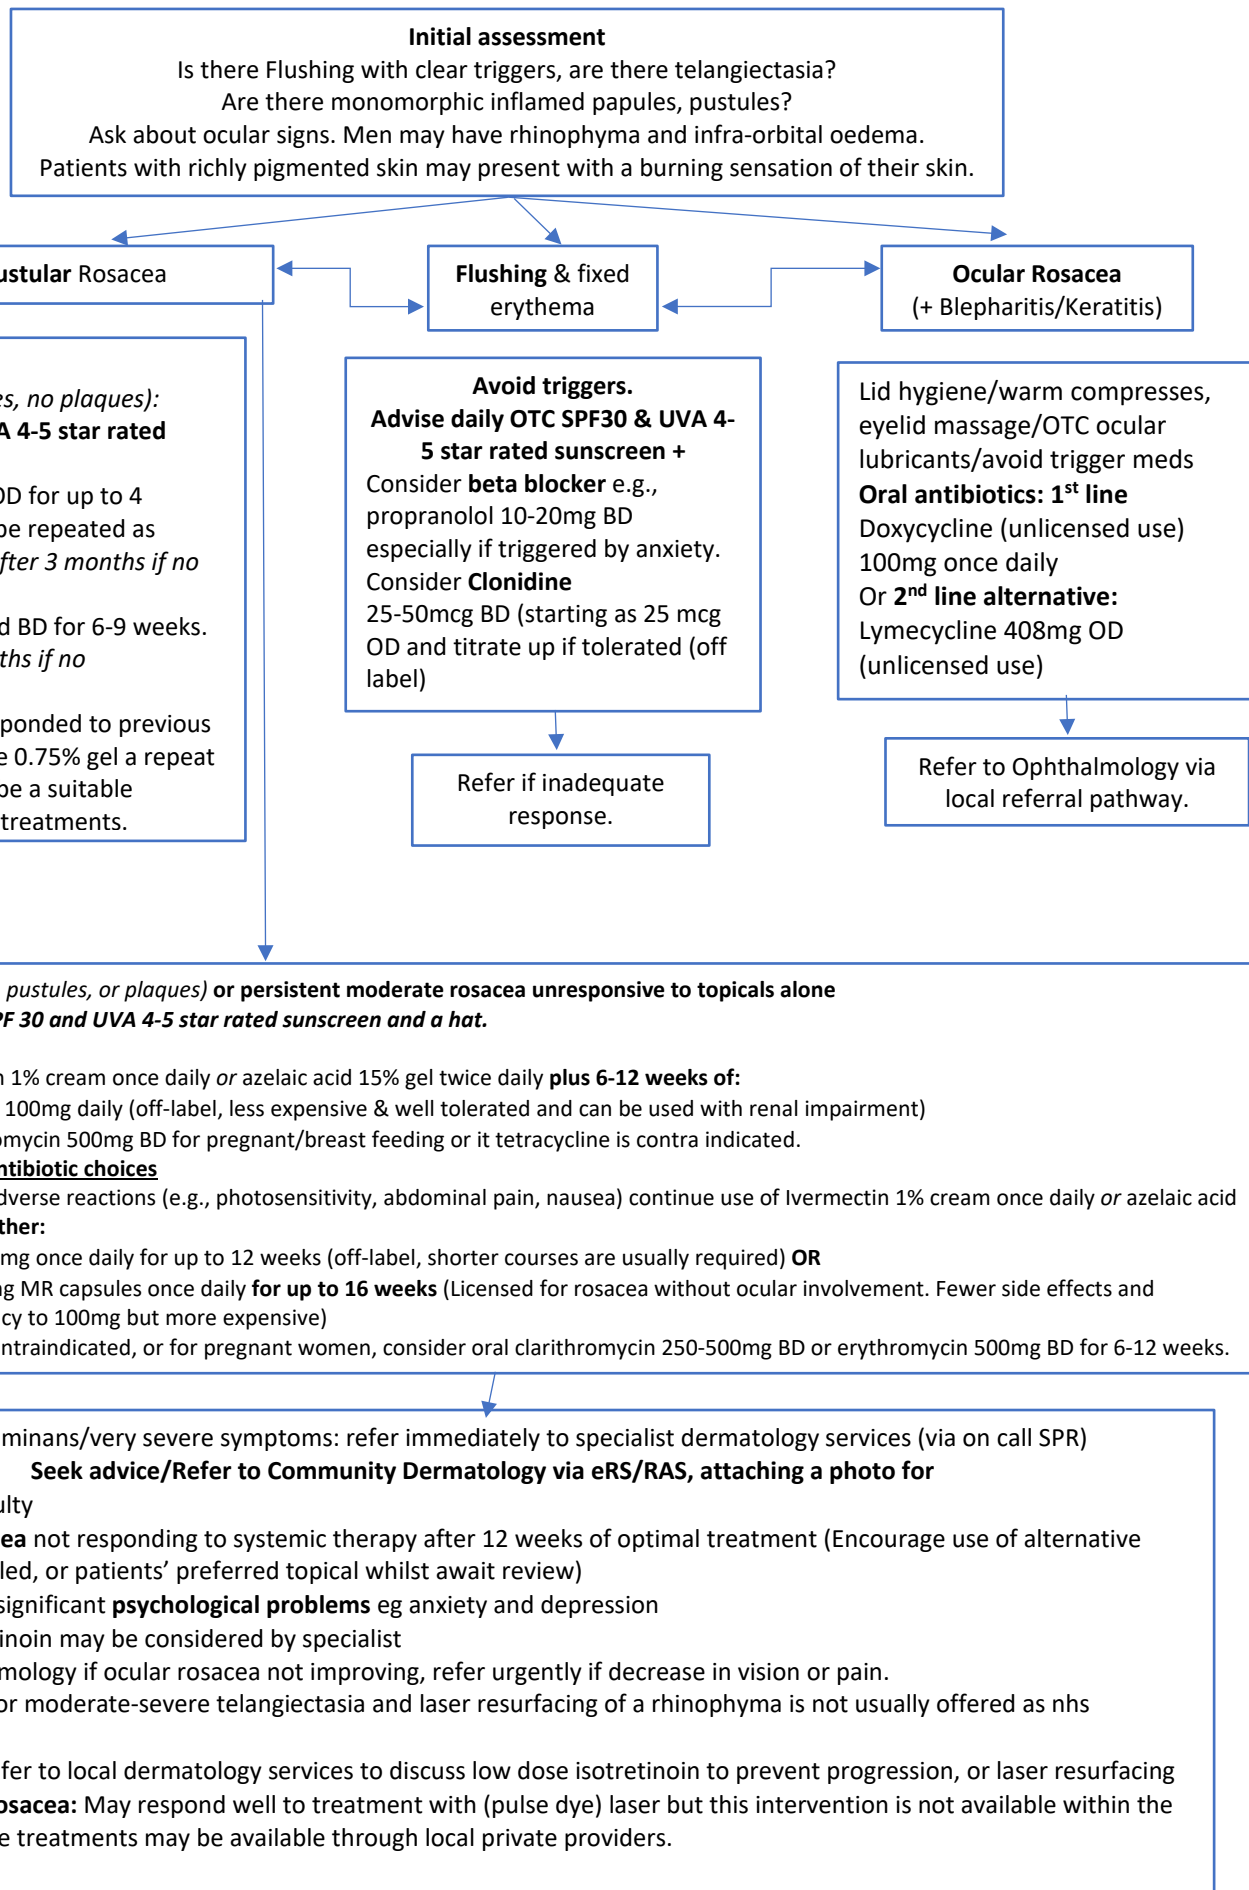 Initial assessment
Is there Flushing with clear triggers, are there telangiectasia?
Are there monomorphic inflamed papules, pustules?
Ask about ocular signs. Men may have rhinophyma and infra-orbital oedema.
Patients with richly pigmented skin may present with a burning sensation of their skin.
ustular Rosacea
Flushing & fixed
erythema
Ocular Rosacea
(+ Blepharitis/Keratitis)
es, no plaques):
A 4-5 star rated
OD for up to 4
be repeated as
fter 3 months if no
d BD for 6-9 weeks.
ths if no
sponded to previous
e 0.75% gel a repeat
be a suitable
treatments.
Avoid triggers.
Advise daily OTC SPF30 & UVA 4-
5 star rated sunscreen +
Consider beta blocker e.g.,
propranolol 10-20mg BD
especially if triggered by anxiety.
Consider Clonidine
25-50mcg BD (starting as 25 mcg
OD and titrate up if tolerated (off
label)
Lid hygiene/warm compresses,
eyelid massage/OTC ocular
lubricants/avoid trigger meds
Oral antibiotics: 1st line
Doxycycline (unlicensed use)
100mg once daily
Or 2nd line alternative:
Lymecycline 408mg OD
(unlicensed use)
Refer if inadequate
response.
Refer to Ophthalmology via
local referral pathway.
, pustules, or plaques) or persistent moderate rosacea unresponsive to topicals alone
PF 30 and UVA 4-5 star rated sunscreen and a hat.
n 1% cream once daily or azelaic acid 15% gel twice daily plus 6-12 weeks of:
100mg daily (off-label, less expensive & well tolerated and can be used with renal impairment)
omycin 500mg BD for pregnant/breast feeding or it tetracycline is contra indicated.
ntibiotic choices
dverse reactions (e.g., photosensitivity, abdominal pain, nausea) continue use of Ivermectin 1% cream once daily or azelaic acid
ther:
mg once daily for up to 12 weeks (off-label, shorter courses are usually required) OR
ng MR capsules once daily for up to 16 weeks (Licensed for rosacea without ocular involvement. Fewer side effects and
cy to 100mg but more expensive)
ntraindicated, or for pregnant women, consider oral clarithromycin 250-500mg BD or erythromycin 500mg BD for 6-12 weeks.
minans/very severe symptoms: refer immediately to specialist dermatology services (via on call SPR)
Seek advice/Refer to Community Dermatology via eRS/RAS, attaching a photo for
ulty
ea not responding to systemic therapy after 12 weeks of optimal treatment (Encourage use of alternative
led, or patients' preferred topical whilst await review)
significant psychological problems eg anxiety and depression
inoin may be considered by specialist
mology if ocular rosacea not improving, refer urgently if decrease in vision or pain.
or moderate-severe telangiectasia and laser resurfacing of a rhinophyma is not usually offered as nhs
efer to local dermatology services to discuss low dose isotretinoin to prevent progression, or laser resurfacing
osacea: May respond well to treatment with (pulse dye) laser but this intervention is not available within the
e treatments may be available through local private providers.